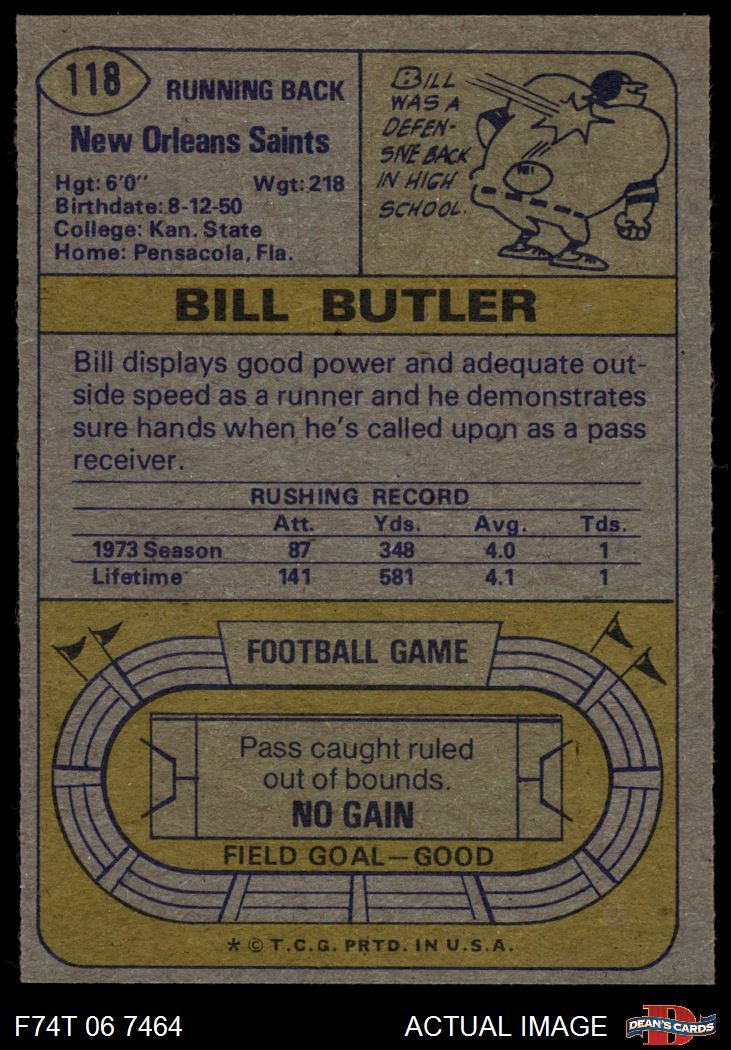 118
RUNNING BACK
New Orleans Saints
Hgt: 6'0" Wgt: 218
Birthdate: 8-12-50
College: Kan. State
Home: Pensacola, Fla.
BILL
WAS A
DEFEN-
SIVE BACK
IN HIGH
SCHOOL.
BILL BUTLER
Bill displays good power and adequate out-
side speed as a runner and he demonstrates
sure hands when he's called upon as a pass
receiver.
RUSHING RECORD
Att. Yds. Avg. Tds.
1973 Season 87 348 4.0 1
Lifetime 141 581 4.1 1
FOOTBALL GAME
Pass caught ruled
out of bounds.
NO GAIN
FIELD GOAL—GOOD
* © T.C.G. PRTD. IN U.S.A.
F74T 06 7464 ACTUAL IMAGE
DEAN'S CARDS